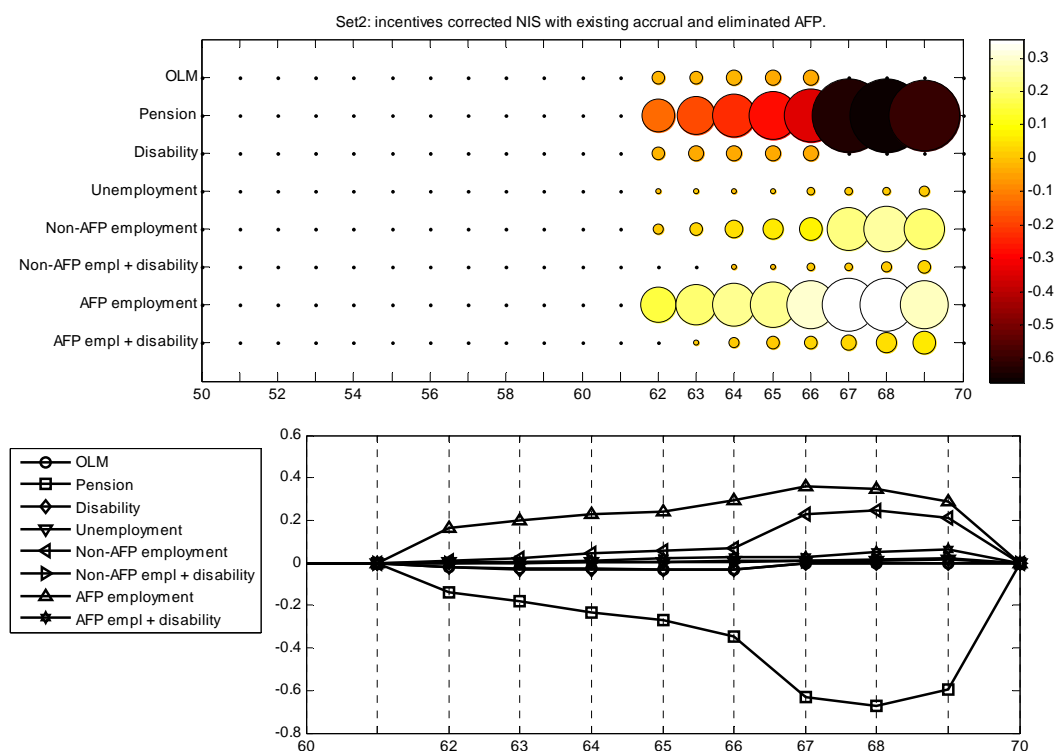 Set2: incentives corrected NIS with existing accrual and eliminated AFP.
OLM
Pension
Disability
Unemployment
Non-AFP employment
Non-AFP empl + disability
AFP employment
AFP empl + disability
50 52 54 56 58 60 62 63 64 65 66 67 68 70
0.3
0.2
0.1
0
-0.1
-0.2
-0.3
-0.4
-0.5
-0.6
OLM
Pension
Disability
Unemployment
Non-AFP employment
Non-AFP empl + disability
AFP employment
AFP empl + disability
0.6
0.4
0.2
0
-0.2
-0.4
-0.6
-0.8
60 62 63 64 65 66 67 68 70